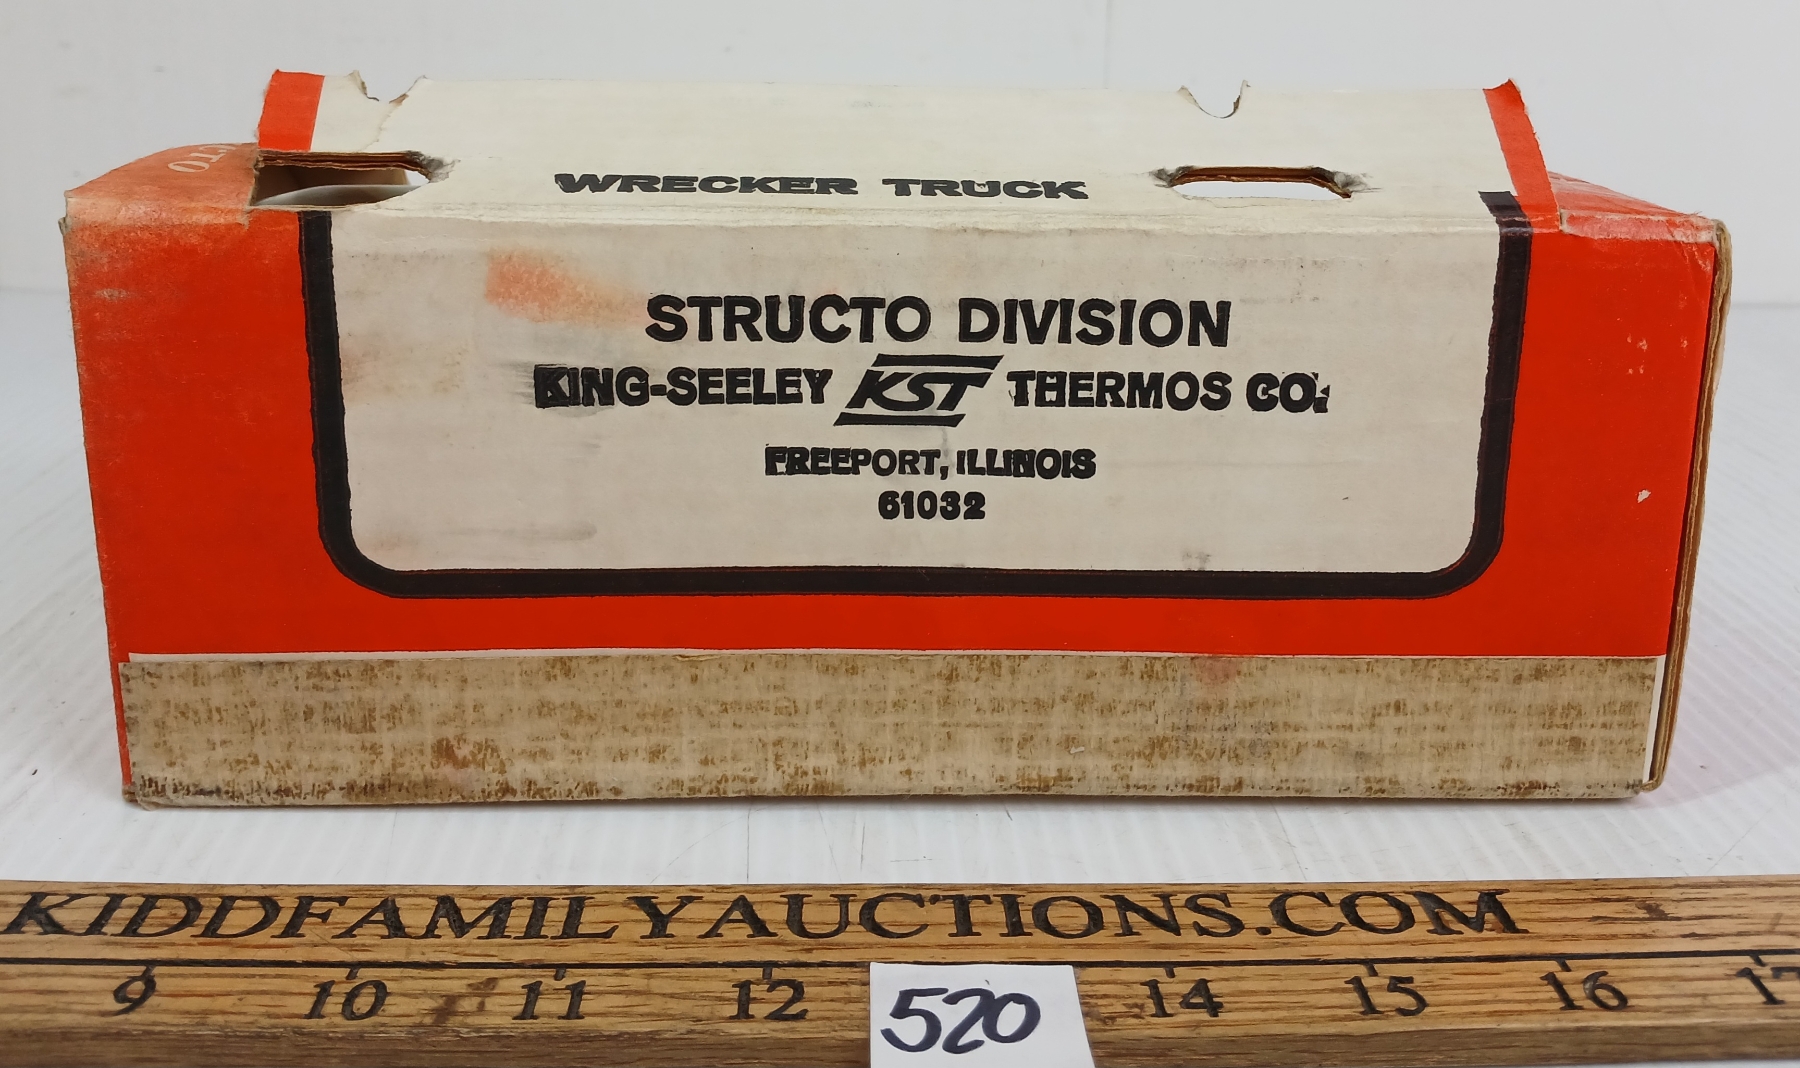 WRECKER TRUCK
STRUCTO DIVISION
KING-SEELEY KST THERMOS CO.
FREEPORT, ILLINOIS
61032
KIDDFAMILYAUCTIONS.COM
9 10 11 12 14 15 16 17
520